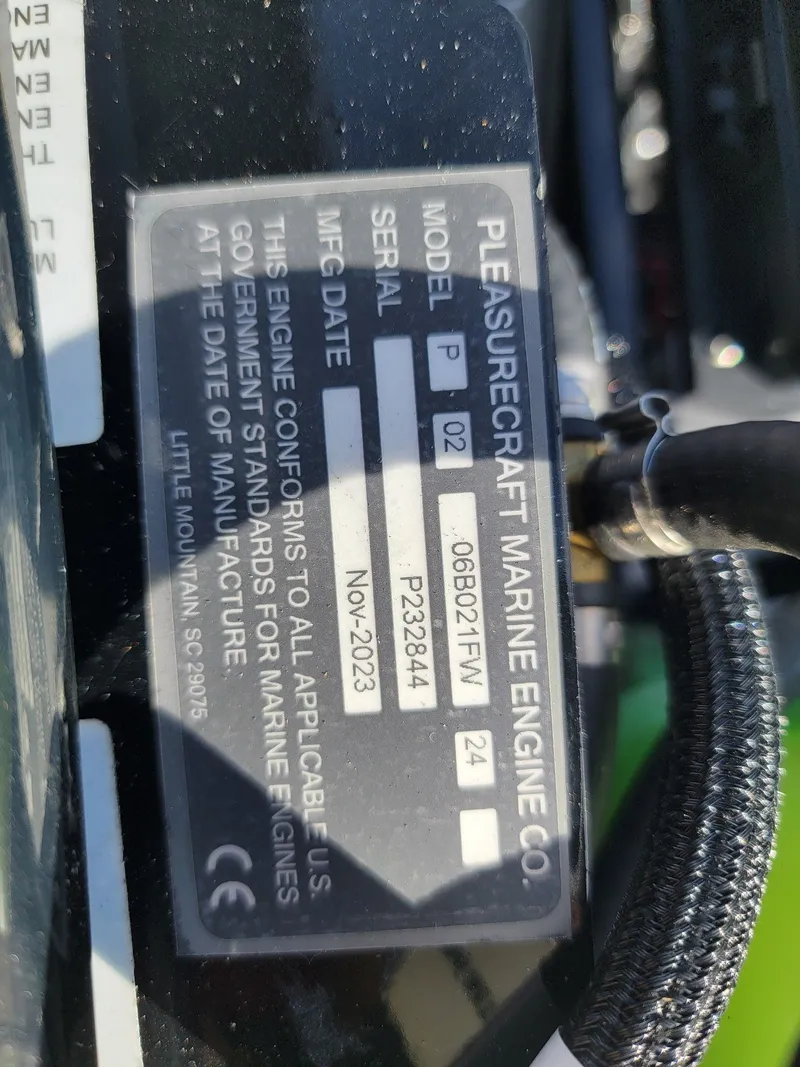 PLEASURECRAFT MARINE ENGINE CO.
MODEL P 02 06B021FW 24
SERIAL P232844
MFG DATE Nov-2023
THIS ENGINE CONFORMS TO ALL APPLICABLE U.S.
GOVERNMENT STANDARDS FOR MARINE ENGINES
AT THE DATE OF MANUFACTURE.
LITTLE MOUNTAIN, SC 29075
CE